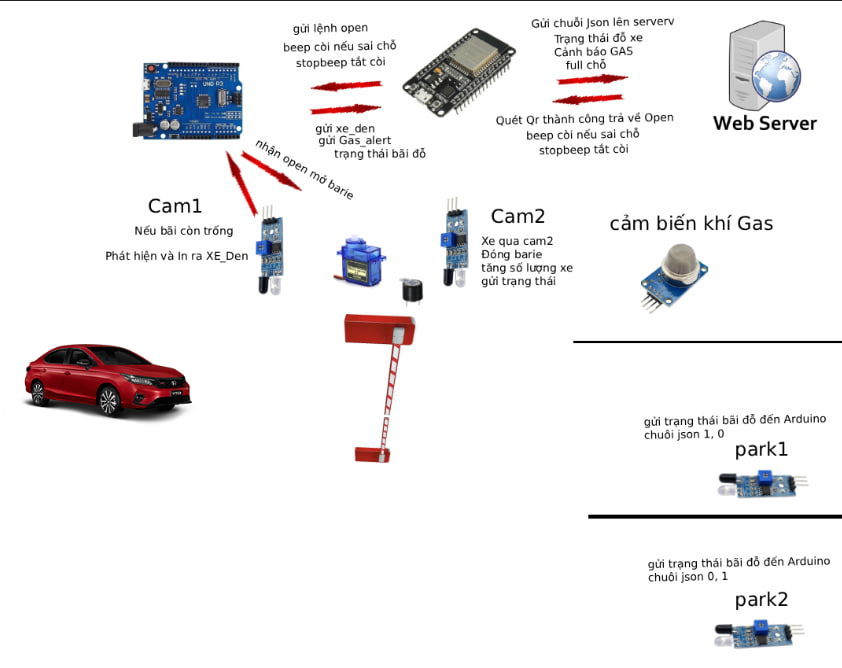 gửi lệnh open
beep còi nếu sai chỗ
stopbeep tắt còi
gửi xe_den
gửi Gas_alert
trạng thái bãi đỗ
Gửi chuỗi Json lên serverv
Trạng thái đỗ xe
Cảnh báo GAS
full chỗ
Quét Qr thành công trả về Open
beep còi nếu sai chỗ
stopbeep tắt còi
Web Server
UNO R3
nhận open mở barie
Cam1
Nếu bãi còn trống
Phát hiện và In ra XE_Den
Cam2
Xe qua cam2
Đóng barie
tăng số lượng xe
gửi trạng thái
cảm biến khí Gas
gửi trạng thái bãi đỗ đến Arduino
chuôi json 1, 0
park1
gửi trạng thái bãi đỗ đến Arduino
chuôi json 0, 1
park2